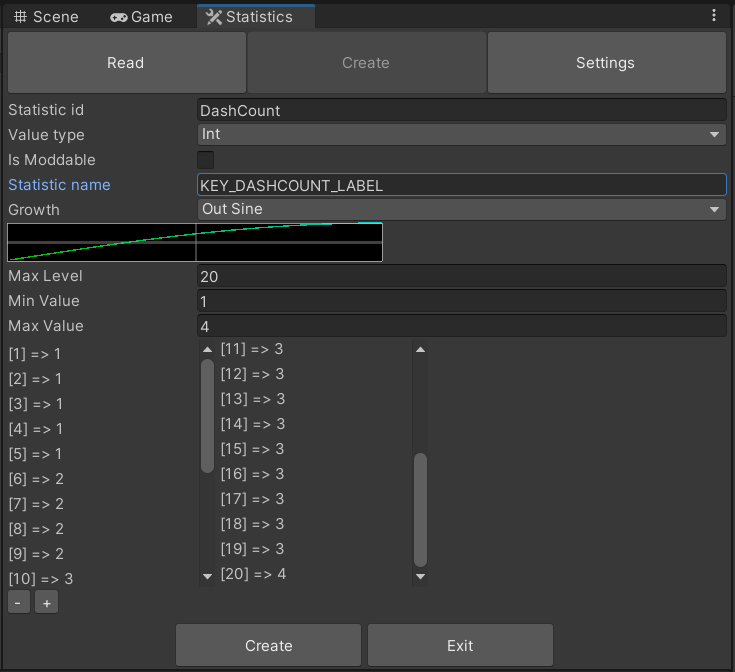 Scene Game Statistics
Read Create Settings
Statistic id DashCount
Value type Int
Is Moddable
Statistic name KEY_DASHCOUNT_LABEL
Growth Out Sine
Max Level 20
Min Value 1
Max Value 4
[1] => 1
[2] => 1
[3] => 1
[4] => 1
[5] => 1
[6] => 2
[7] => 2
[8] => 2
[9] => 2
[10] => 3
[11] => 3
[12] => 3
[13] => 3
[14] => 3
[15] => 3
[16] => 3
[17] => 3
[18] => 3
[19] => 3
[20] => 4
- +
Create Exit